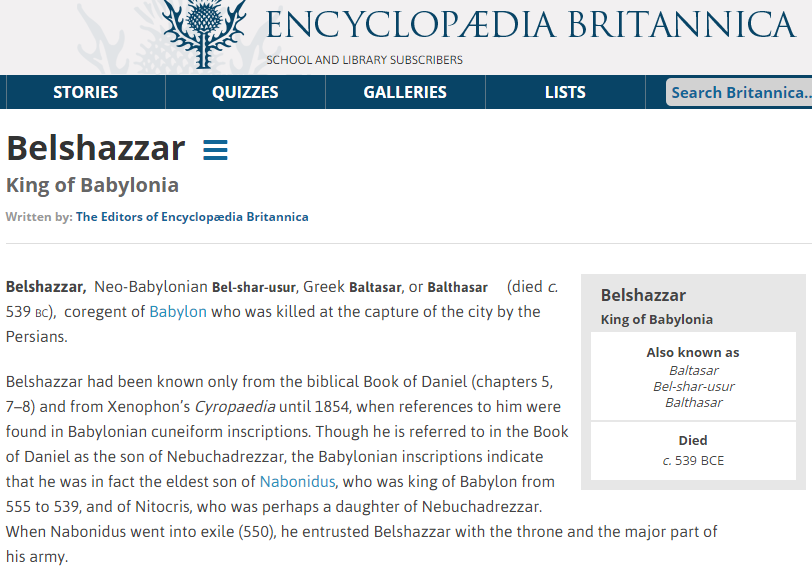 ENCYCLOPÆDIA BRITANNICA
SCHOOL AND LIBRARY SUBSCRIBERS
STORIES QUIZZES GALLERIES LISTS Search Britannica..
Belshazzar
King of Babylonia
Written by: The Editors of Encyclopædia Britannica
Belshazzar, Neo-Babylonian Bel-shar-usur, Greek Baltasar, or Balthasar (died c.
539 BC), coregent of Babylon who was killed at the capture of the city by the
Persians.
Belshazzar had been known only from the biblical Book of Daniel (chapters 5,
7–8) and from Xenophon's Cyropaedia until 1854, when references to him were
found in Babylonian cuneiform inscriptions. Though he is referred to in the Book
of Daniel as the son of Nebuchadrezzar, the Babylonian inscriptions indicate
that he was in fact the eldest son of Nabonidus, who was king of Babylon from
555 to 539, and of Nitocris, who was perhaps a daughter of Nebuchadrezzar.
When Nabonidus went into exile (550), he entrusted Belshazzar with the throne and the major part of
his army.
Belshazzar
King of Babylonia
Also known as
Baltasar
Bel-shar-usur
Balthasar
Died
c. 539 BCE